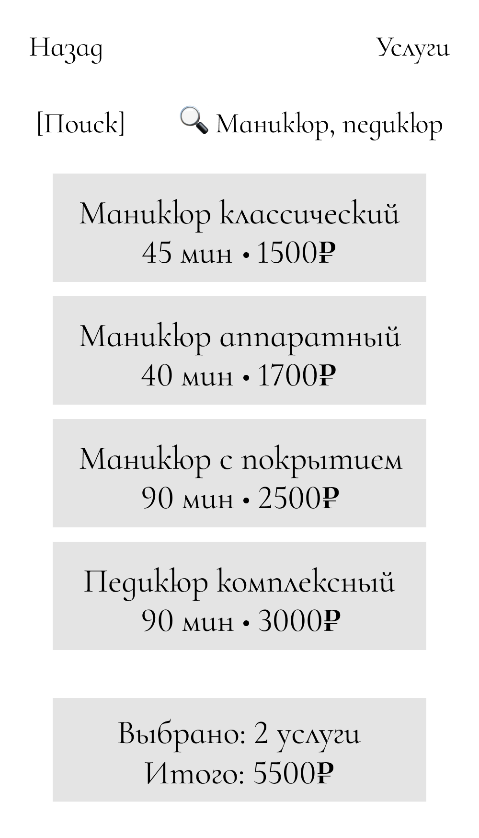 Назад Услуги
[Поиск] 🔍 Маникюр, педикюр
Маникюр классический
45 мин • 1500₽
Маникюр аппаратный
40 мин • 1700₽
Маникюр с покрытием
90 мин • 2500₽
Педикюр комплексный
90 мин • 3000₽
Выбрано: 2 услуги
Итого: 5500₽